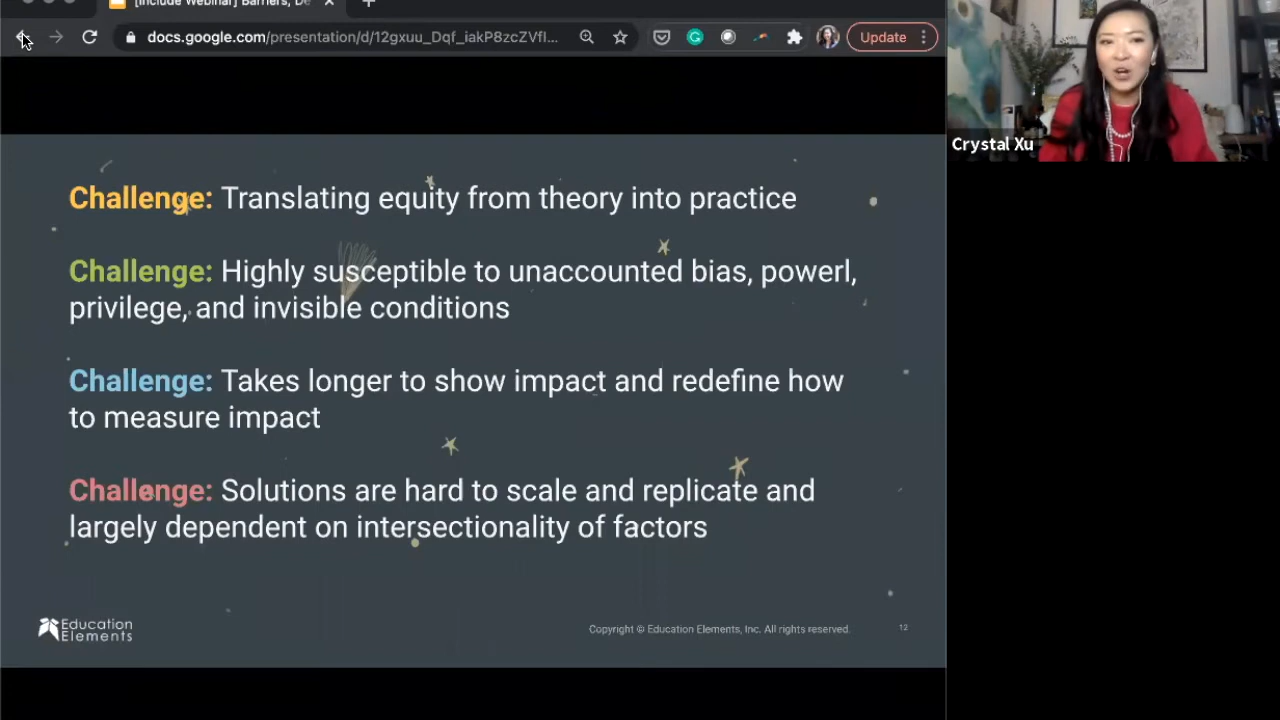 [Include Webinar] Barriers, De
docs.google.com/presentation/d/12gxuu_Dqf_iakP8zcZVfl...
Update
Crystal Xu
Challenge: Translating equity from theory into practice
Challenge: Highly susceptible to unaccounted bias, powerl,
privilege, and invisible conditions
Challenge: Takes longer to show impact and redefine how
to measure impact
Challenge: Solutions are hard to scale and replicate and
largely dependent on intersectionality of factors
Education
Elements
Copyright © Education Elements, Inc. All rights reserved.
12